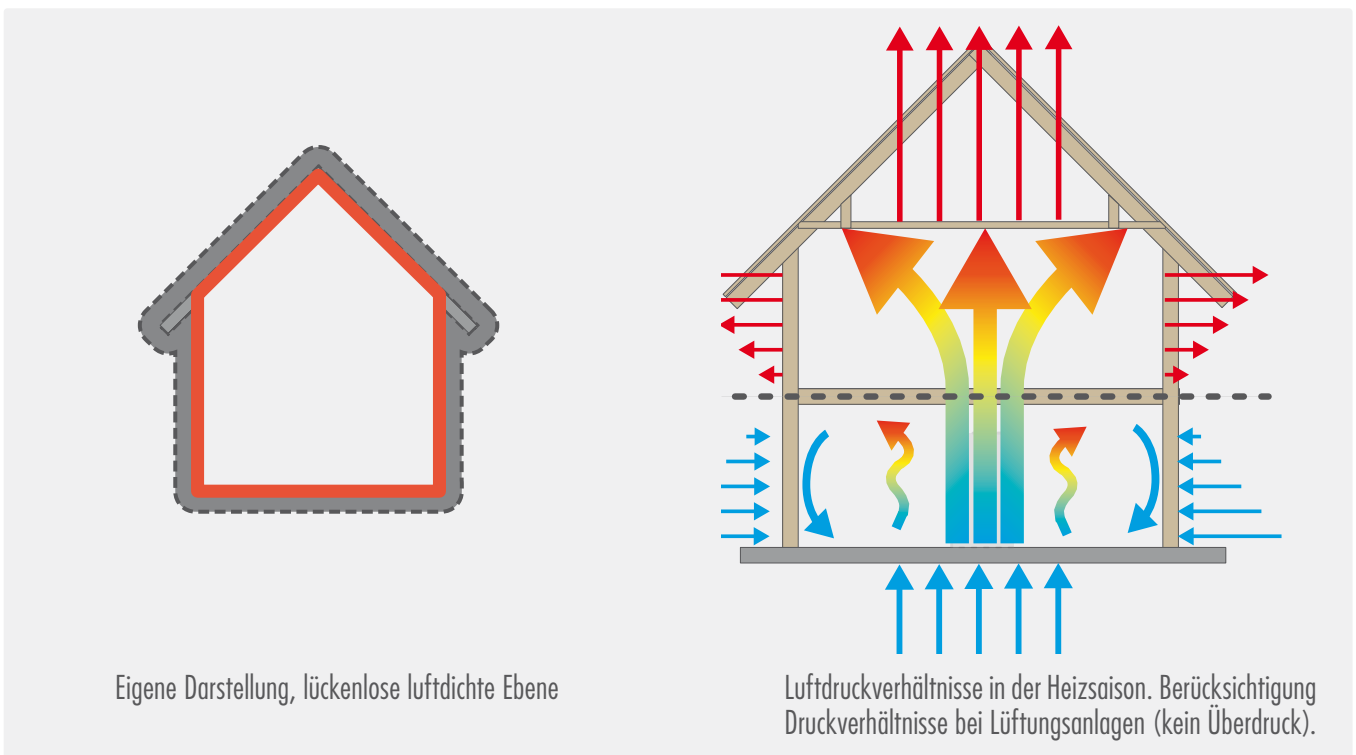 Eigene Darstellung, lückenlose luftdichte Ebene
Luftdruckverhältnisse in der Heizsaison. Berücksichtigung
Druckverhältnisse bei Lüftungsanlagen (kein Überdruck).